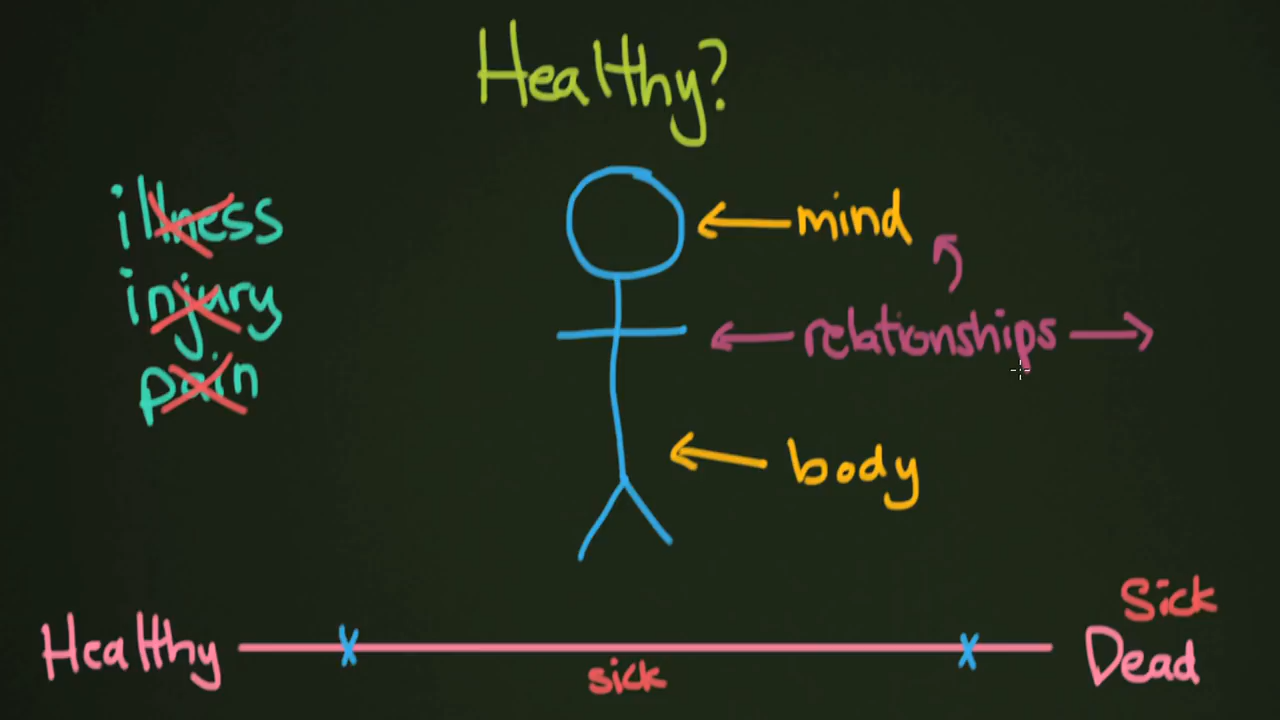 Healthy?
illness
mind
injury
relationships
pain
body
Sick
Healthy
Dead
sick